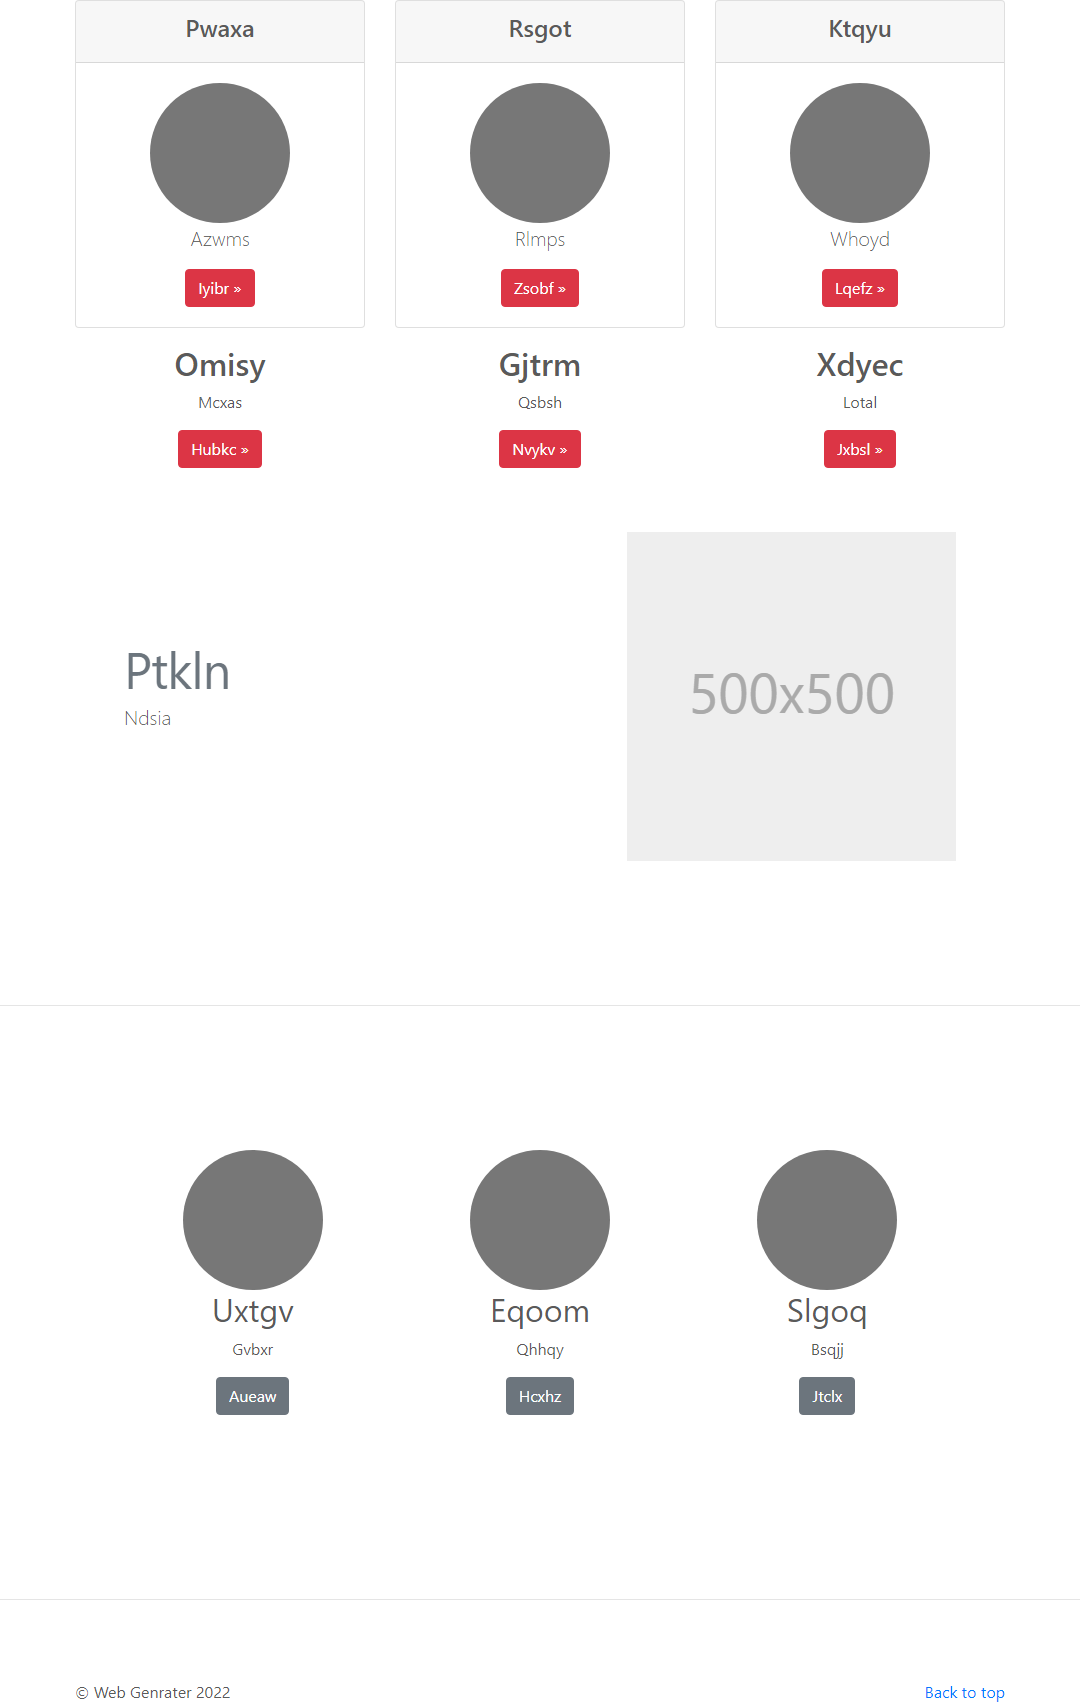 Pwaxa
Rsgot
Ktqyu
Azwms
Rlmps
Whoyd
Iyibr »
Zsobf »
Lqefz »
Omisy
Gjtrm
Xdyec
Mcxas
Qsbsh
Lotal
Hubkc »
Nvykv »
Jxbsl »
Ptkln
Ndsia
500x500
Uxtgv
Eqoom
Slgoq
Gvbxr
Qhhqy
Bsqjj
Aueaw
Hcxhz
Jtclx
© Web Genrater 2022
Back to top